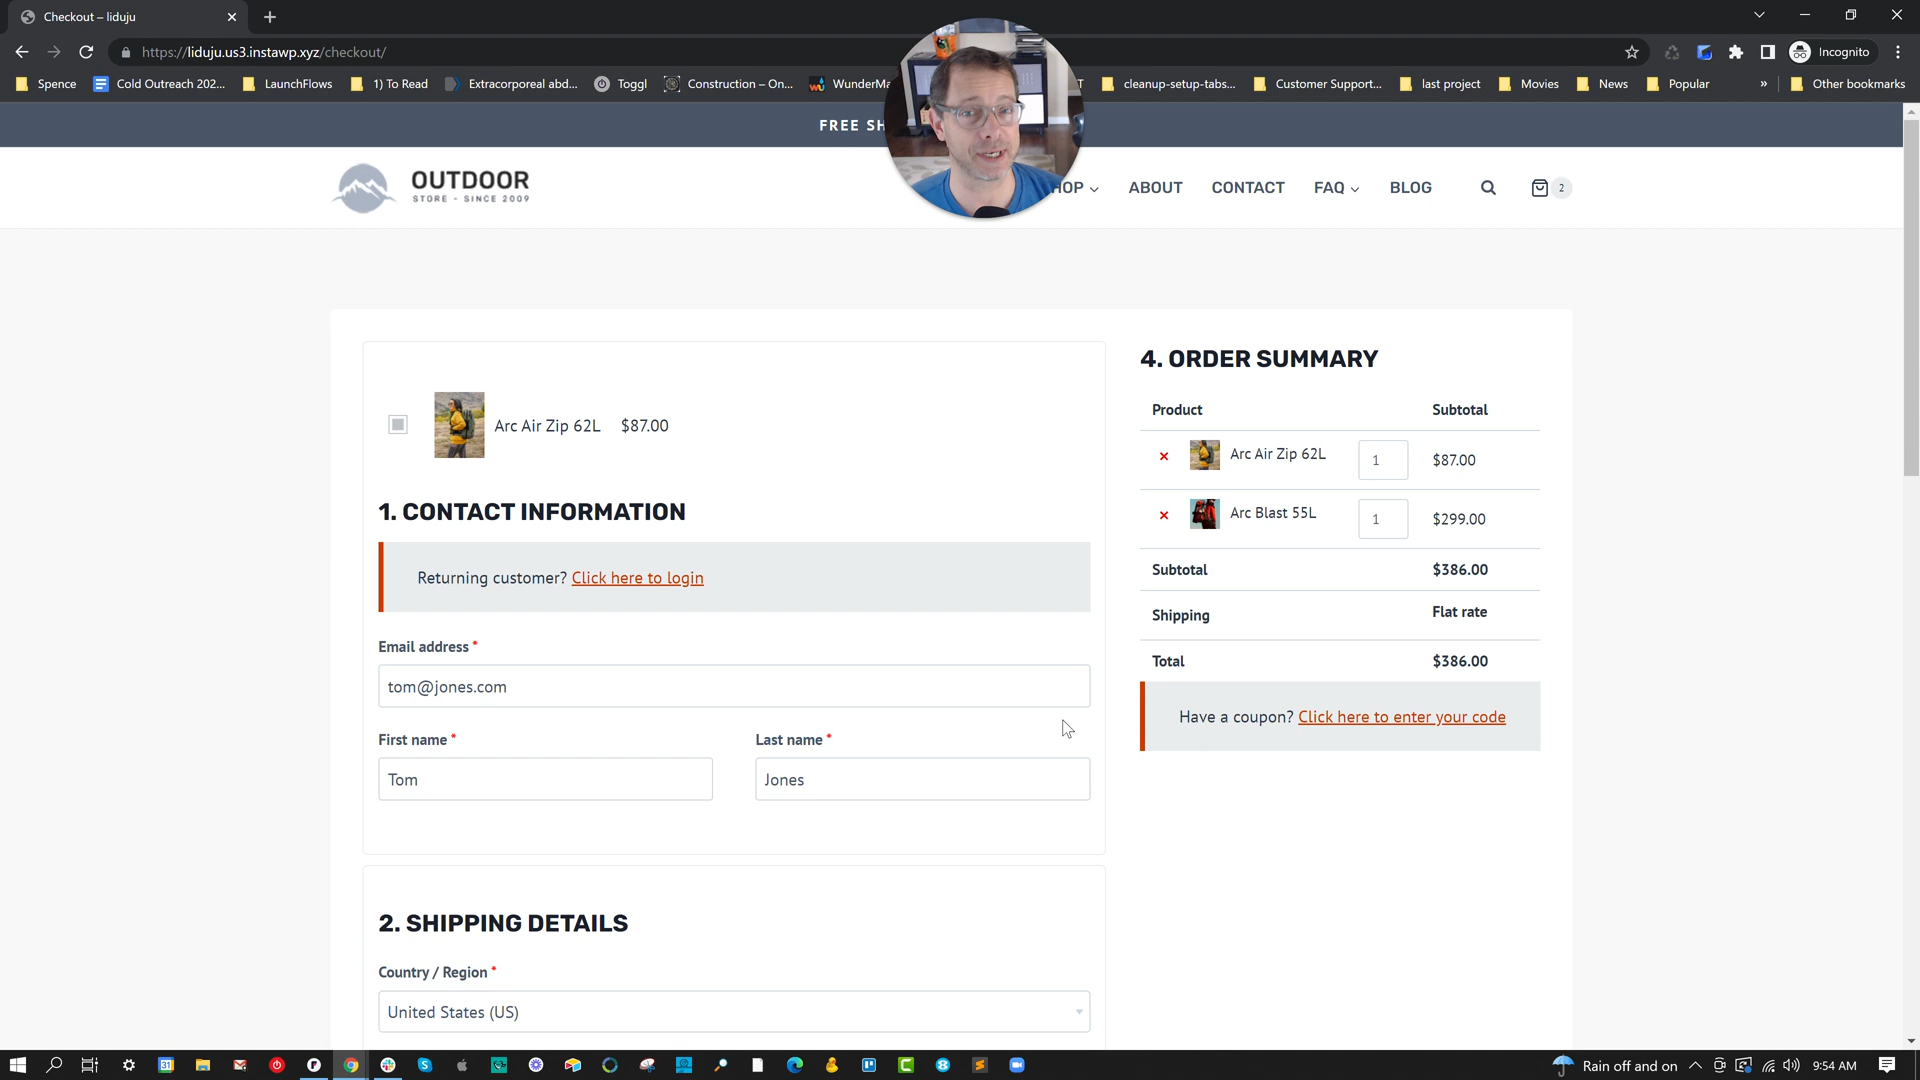 Checkout – liduju
https://liduju.us3.instawp.xyz/checkout/
Incognito
Spence
Cold Outreach 202...
LaunchFlows
1) To Read
Extracorporeal abd...
Toggl
Construction – On...
WunderMa
T
cleanup-setup-tabs...
Customer Support...
last project
Movies
News
Popular
»
Other bookmarks
FREE SH
OUTDOOR
STORE - SINCE 2009
HOP
ABOUT
CONTACT
FAQ
BLOG
2
Arc Air Zip 62L $87.00
1. CONTACT INFORMATION
Returning customer? Click here to login
Email address *
tom@jones.com
First name *
Last name *
Tom
Jones
2. SHIPPING DETAILS
Country / Region *
United States (US)
4. ORDER SUMMARY
Product Subtotal
× Arc Air Zip 62L 1 $87.00
× Arc Blast 55L 1 $299.00
Subtotal $386.00
Shipping Flat rate
Total $386.00
Have a coupon? Click here to enter your code
31
Rain off and on
9:54 AM